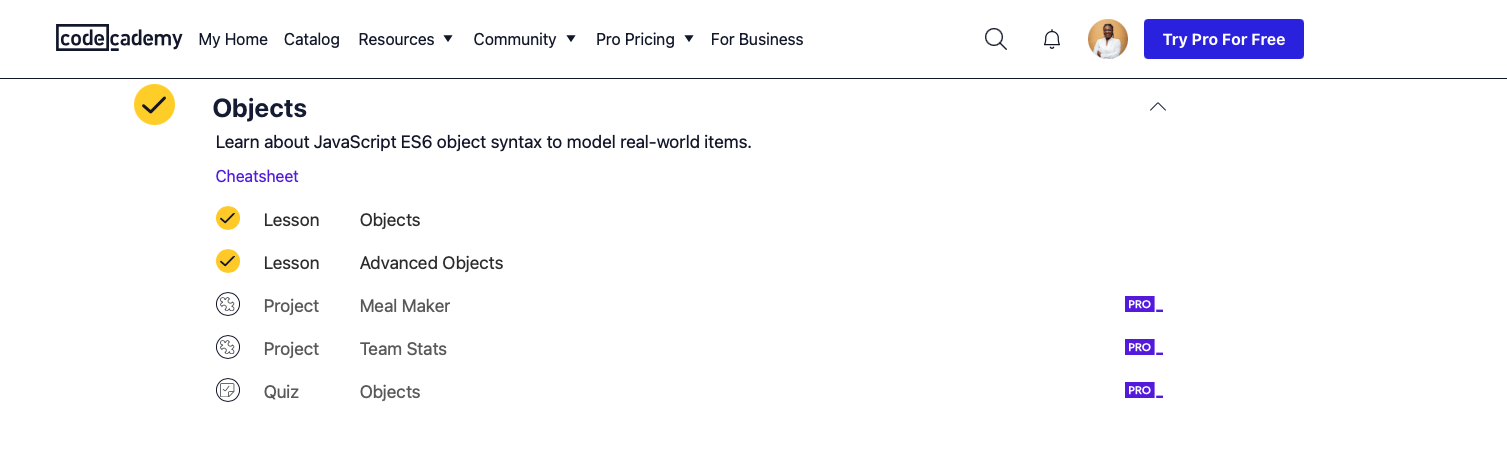 codecademy My Home Catalog Resources Community Pro Pricing For Business Try Pro For Free
Objects
Learn about JavaScript ES6 object syntax to model real-world items.
Cheatsheet
Lesson Objects
Lesson Advanced Objects
Project Meal Maker PRO
Project Team Stats PRO
Quiz Objects PRO